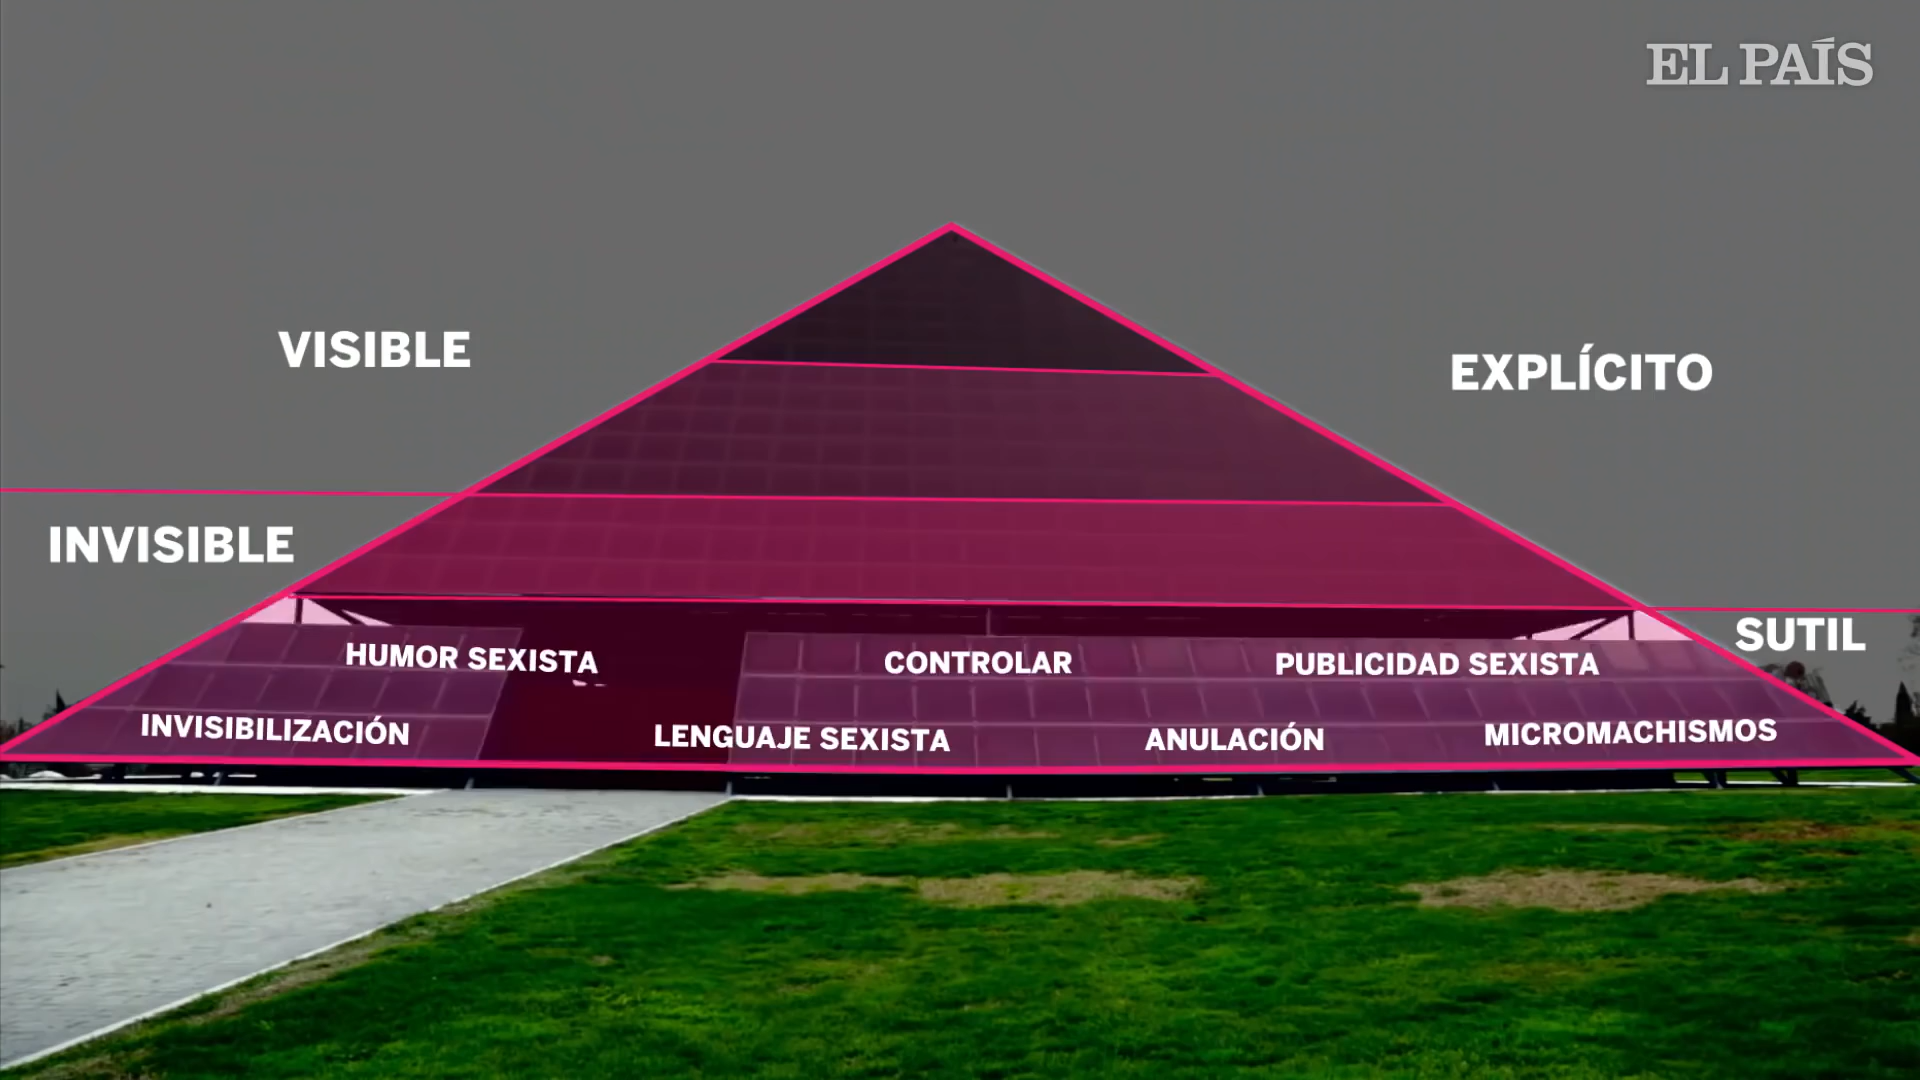 EL PAÍS
VISIBLE
EXPLÍCITO
INVISIBLE
SUTIL
HUMOR SEXISTA
CONTROLAR
PUBLICIDAD SEXISTA
INVISIBILIZACIÓN
LENGUAJE SEXISTA
ANULACIÓN
MICROMACHISMOS